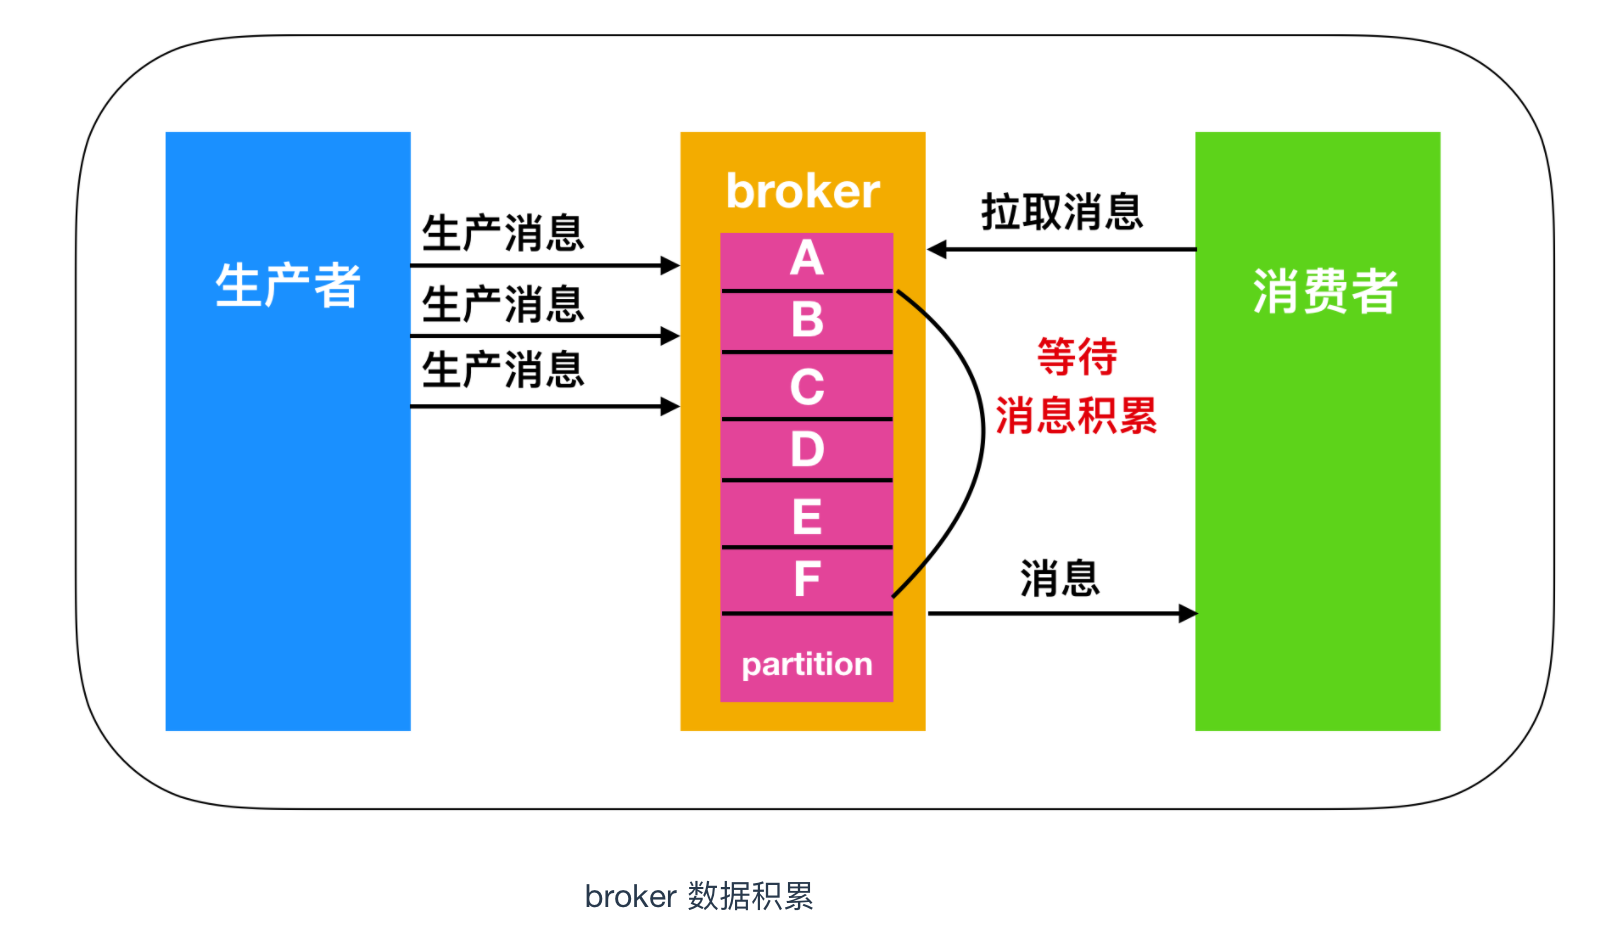 生产者
生产消息
生产消息
生产消息
broker
A
B
C
D
E
F
partition
拉取消息
等待
消息积累
消息
消费者
broker 数据积累